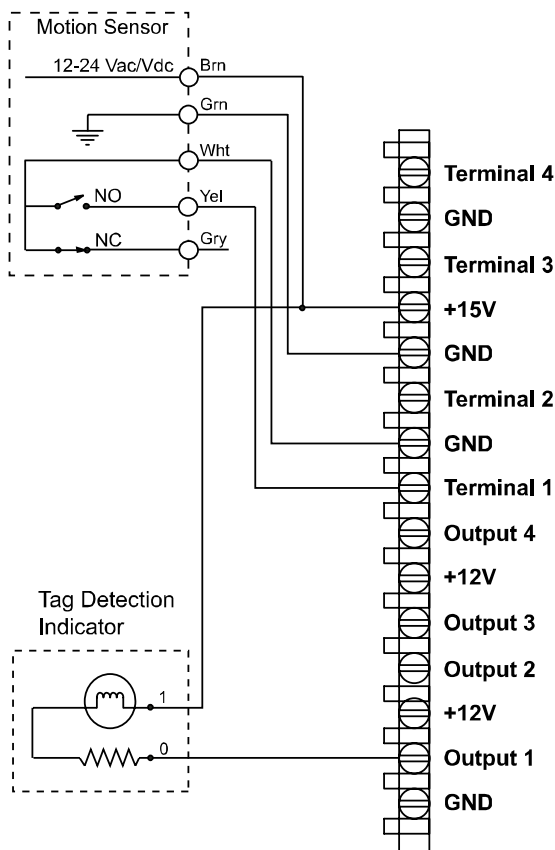 Motion Sensor
12-24 Vac/Vdc
Brn
Grn
Wht
NO
Yel
NC
Gry
Terminal 4
GND
Terminal 3
+15V
GND
Terminal 2
GND
Terminal 1
Output 4
+12V
Output 3
Output 2
+12V
Output 1
GND
Tag Detection
Indicator
1
0